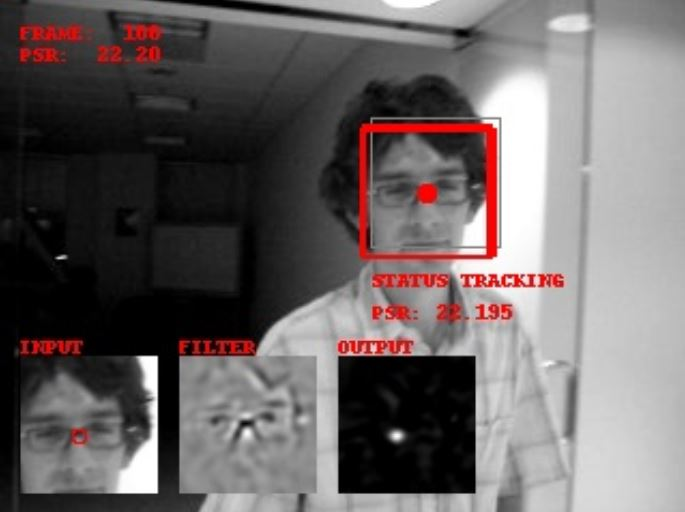 FRAME: 100
PSR: 22.20
STATUS TRACKING
PSR: 22.195
INPUT
FILTER
OUTPUT